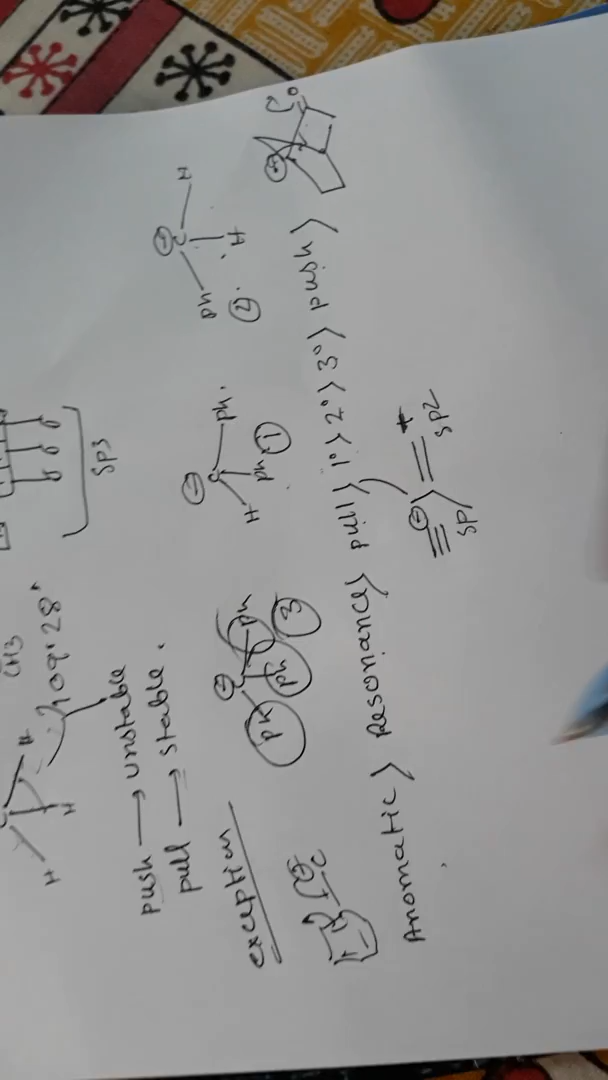 CH3
H
H
H
109°28'
SP3
push → unstable
pull → stable.
exception
Ph Ph Ph
⊖
3
⊖
C
H Ph Ph.
1
⊖
C
Ph H H
2.
Anomatic > Resonance > pull > 1° > 2° > 3° > push >
⊖
SP
SP2
⊕